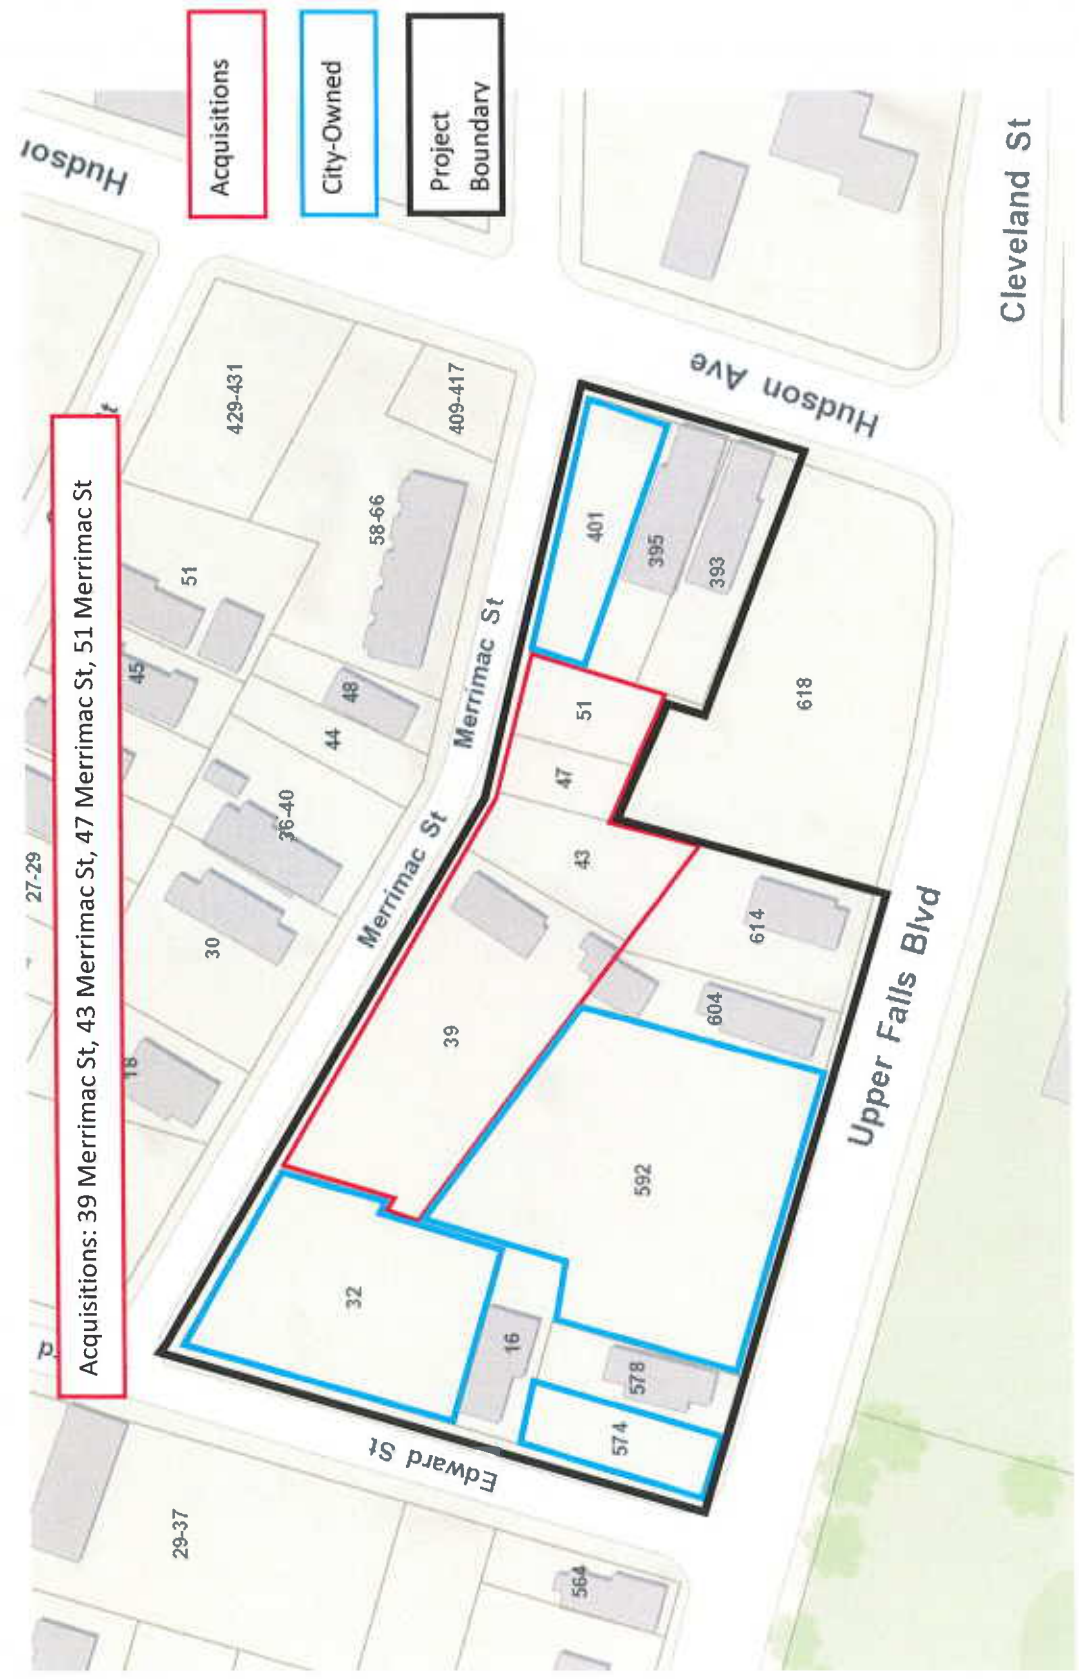 Acquisitions: 39 Merrimac St, 43 Merrimac St, 47 Merrimac St, 51 Merrimac St
Acquisitions
City-Owned
Project
Boundary
27-29
45
51
429-431
18
30
36-40
44
48
58-66
409-417
Hudson
Merrimac St
Merrimac St
29-37
Edward St
32
39
43
47
51
401
395
393
Hudson Ave
16
592
604
614
618
574
578
564
Upper Falls Blvd
Cleveland St